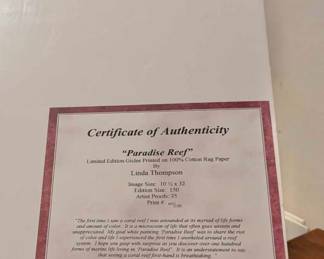 Certificate of Authenticity
"Paradise Reef"
Limited Edition Giclee Printed on 100% Cotton Rag Paper
By
Linda Thompson
Image Size: 10 ½ x 32
Edition Size: 150
Artist Proofs: 25
Print #:
"The first time I saw a coral reef I was astounded at its myriad of life forms
and amount of color. It is a microcosm of life that often goes unseen and
unappreciated. My goal while painting "Paradise Reef" was to share the riot
of color and life I experienced the first time I snorkeled around a reef
system. I hope you gasp with surprise as you discover over one hundred
forms of marine life living in "Paradise Reef". It is an understatement to say
that seeing a coral reef first-hand is breathtaking."